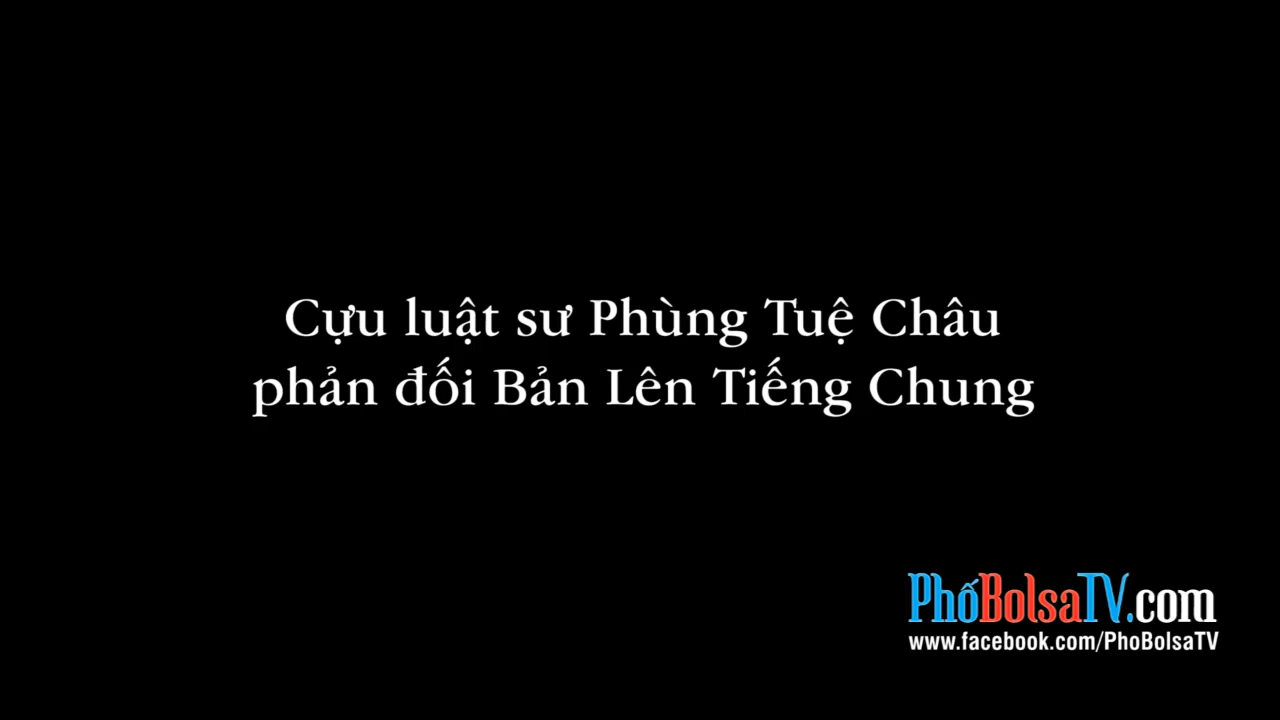 Cựu luật sư Phùng Tuệ Châu
phản đối Bản Lên Tiếng Chung
PhốBolsaTV.com
www.facebook.com/PhoBolsaTV